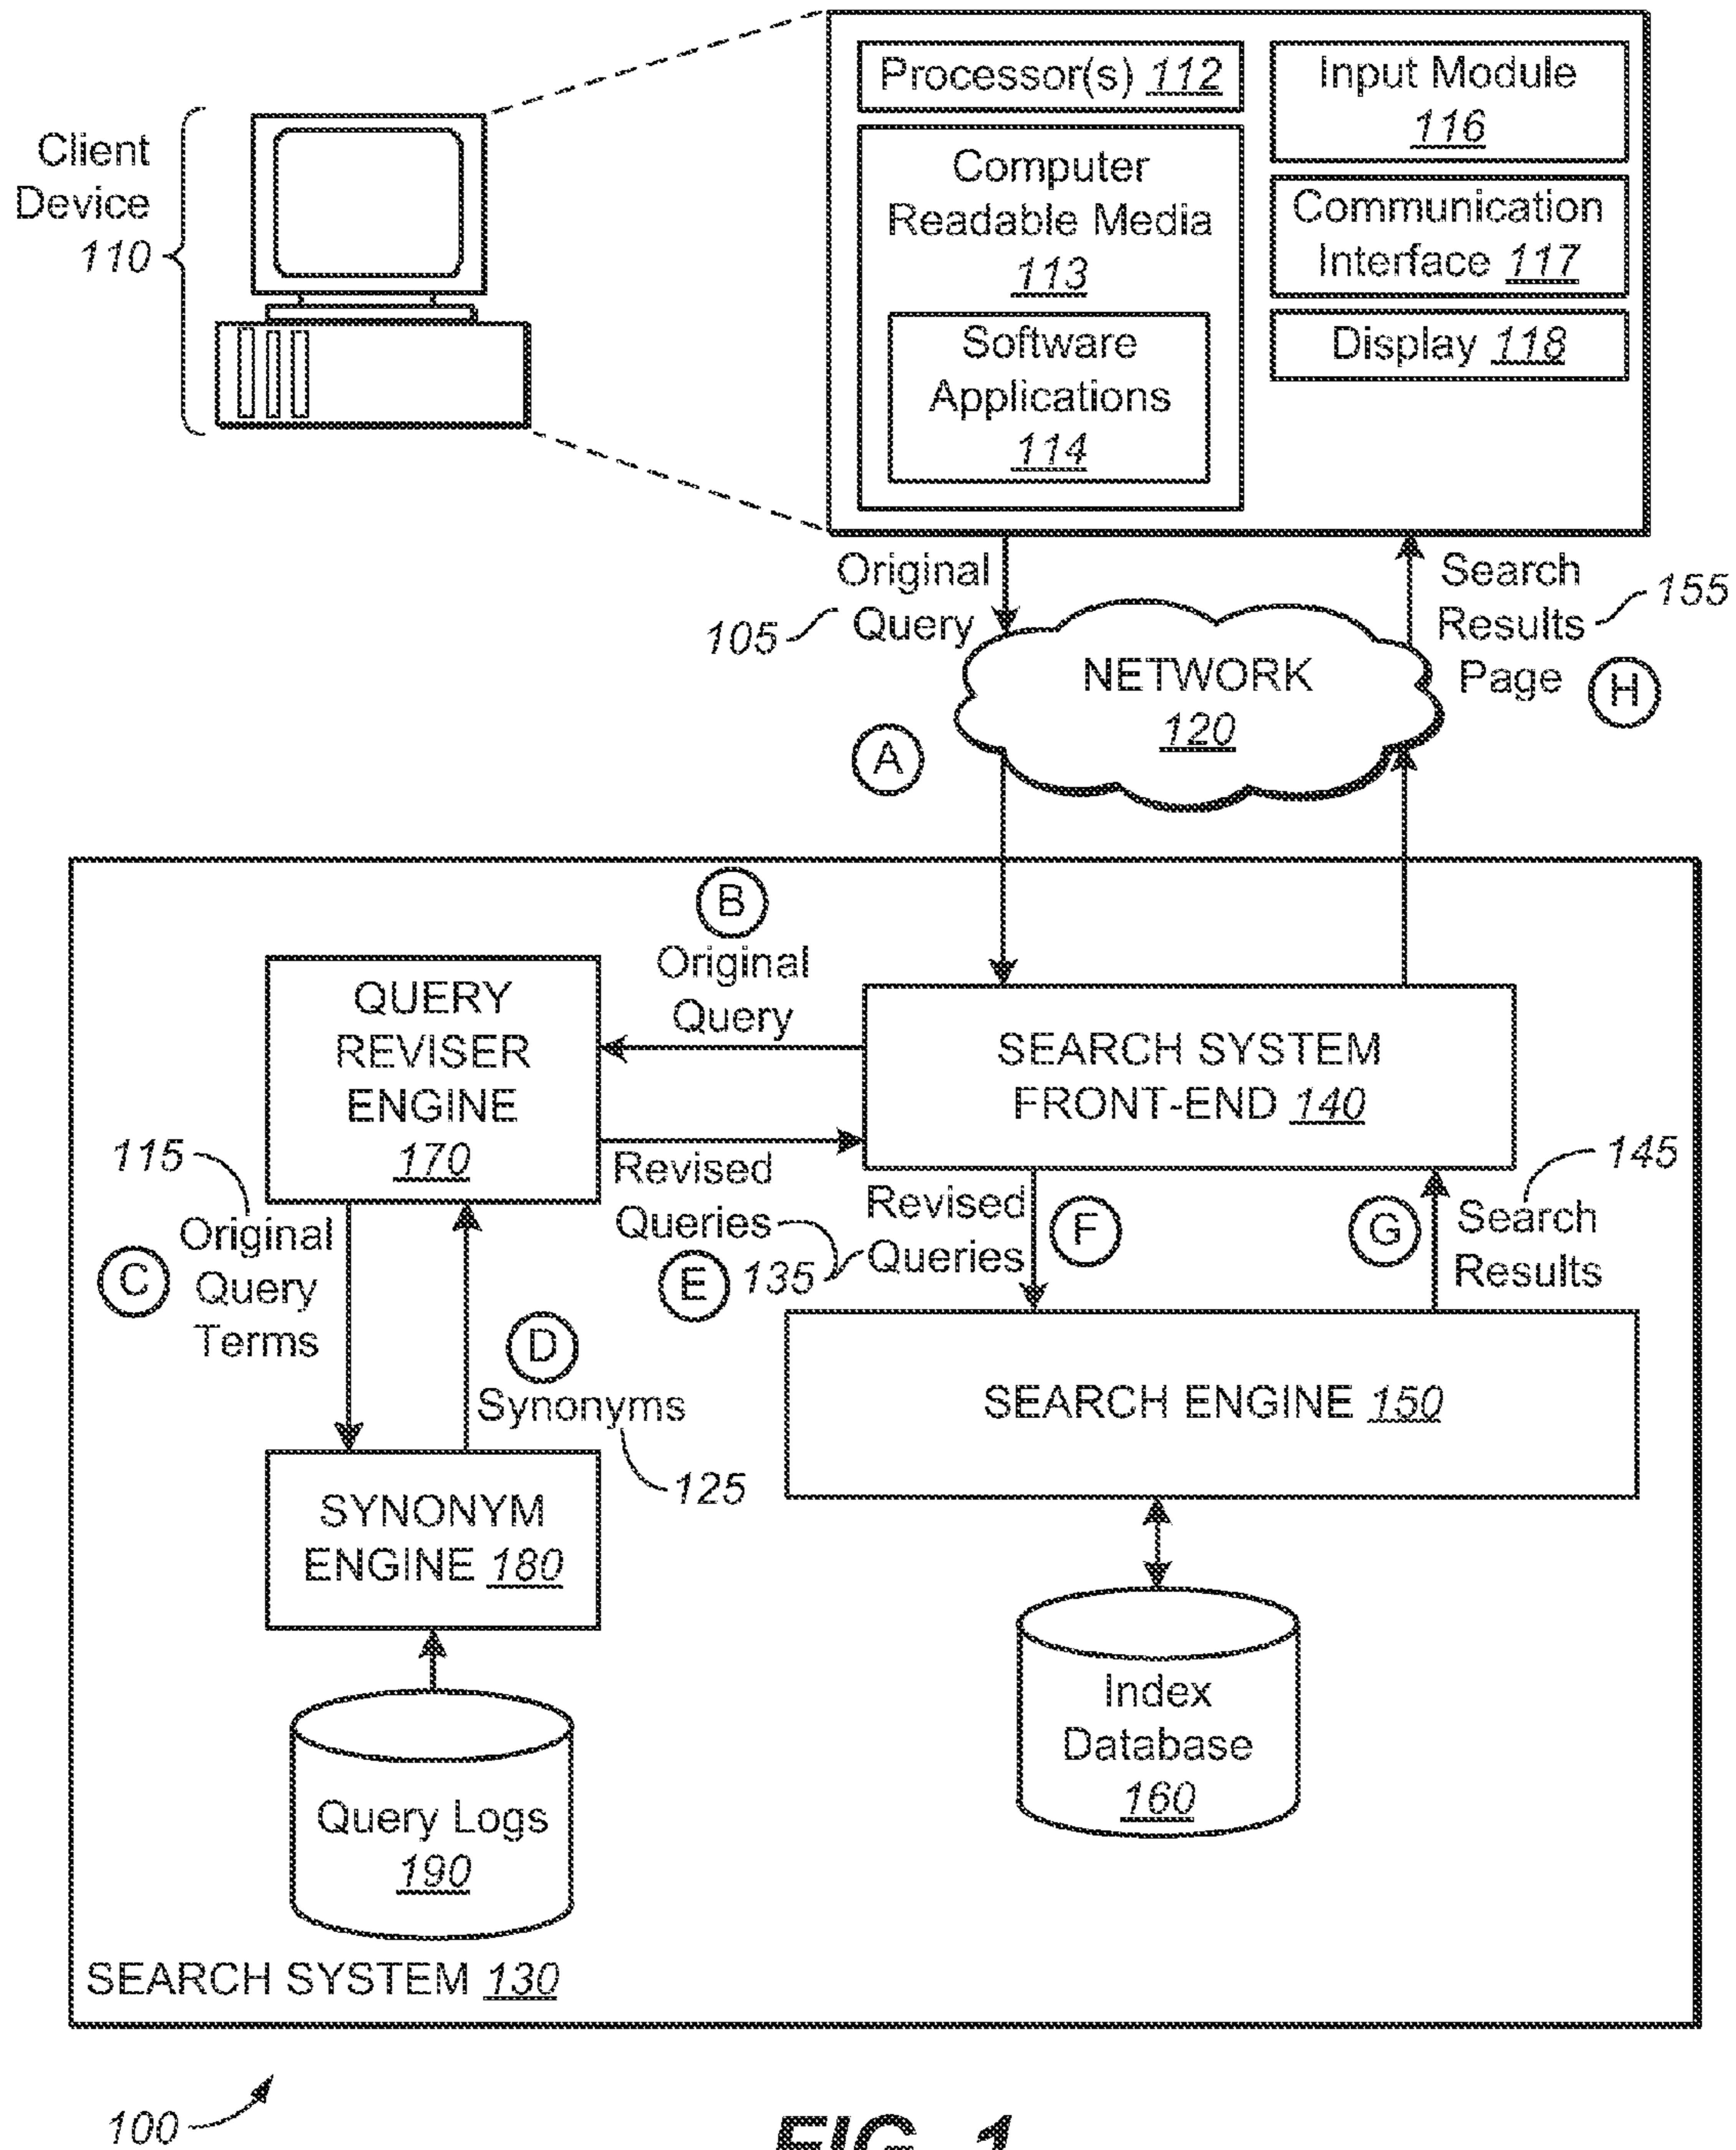 Client
Device
110
Processor(s) 112
Computer
Readable Media
113
Software
Applications
114
Input Module
116
Communication
Interface 117
Display 118
Original
Query
105
Search
Results
Page
155
H
NETWORK
120
A
B
Original
Query
QUERY
REVISER
ENGINE
170
SEARCH SYSTEM
FRONT-END 140
115
Original
Query
Terms
C
Revised
Queries
E
135
Revised
Queries
F
G
Search
Results
145
D
Synonyms
125
SEARCH ENGINE 150
SYNONYM
ENGINE 180
Index
Database
160
Query Logs
190
SEARCH SYSTEM 130
100
FIG. 1